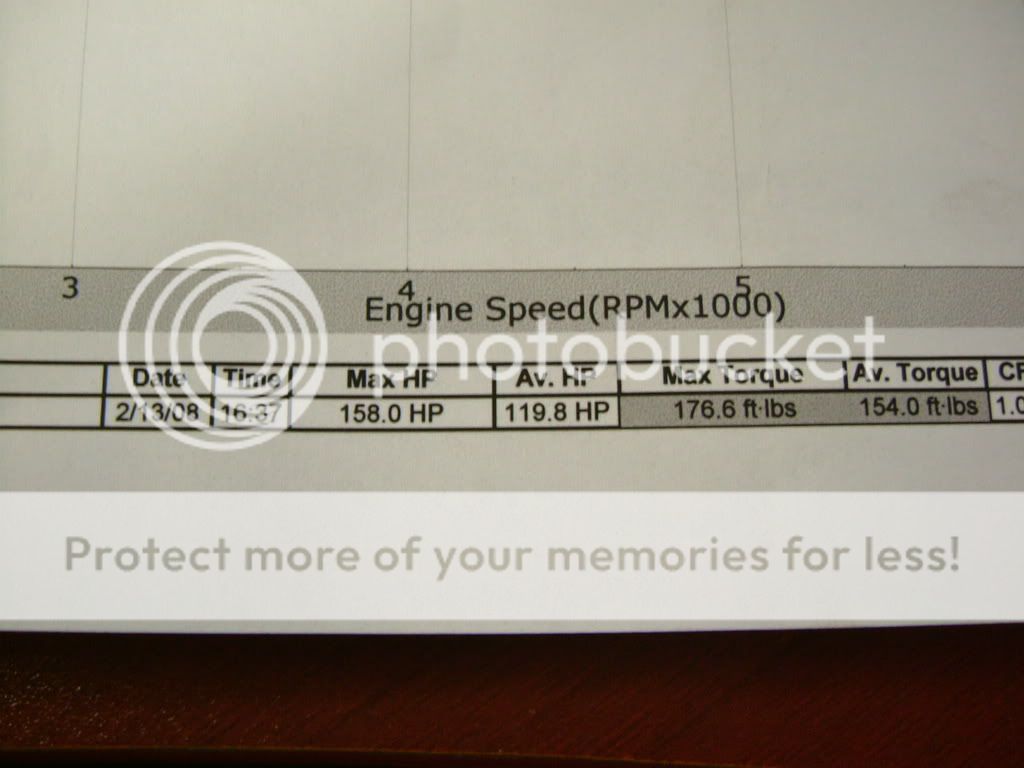 3 4 5
Engine Speed(RPMx1000)
photobucket
Date Time Max HP Av. HP Max Torque Av. Torque
2/13/08 16:37 158.0 HP 119.8 HP 176.6 ft·lbs 154.0 ft·lbs
Protect more of your memories for less!